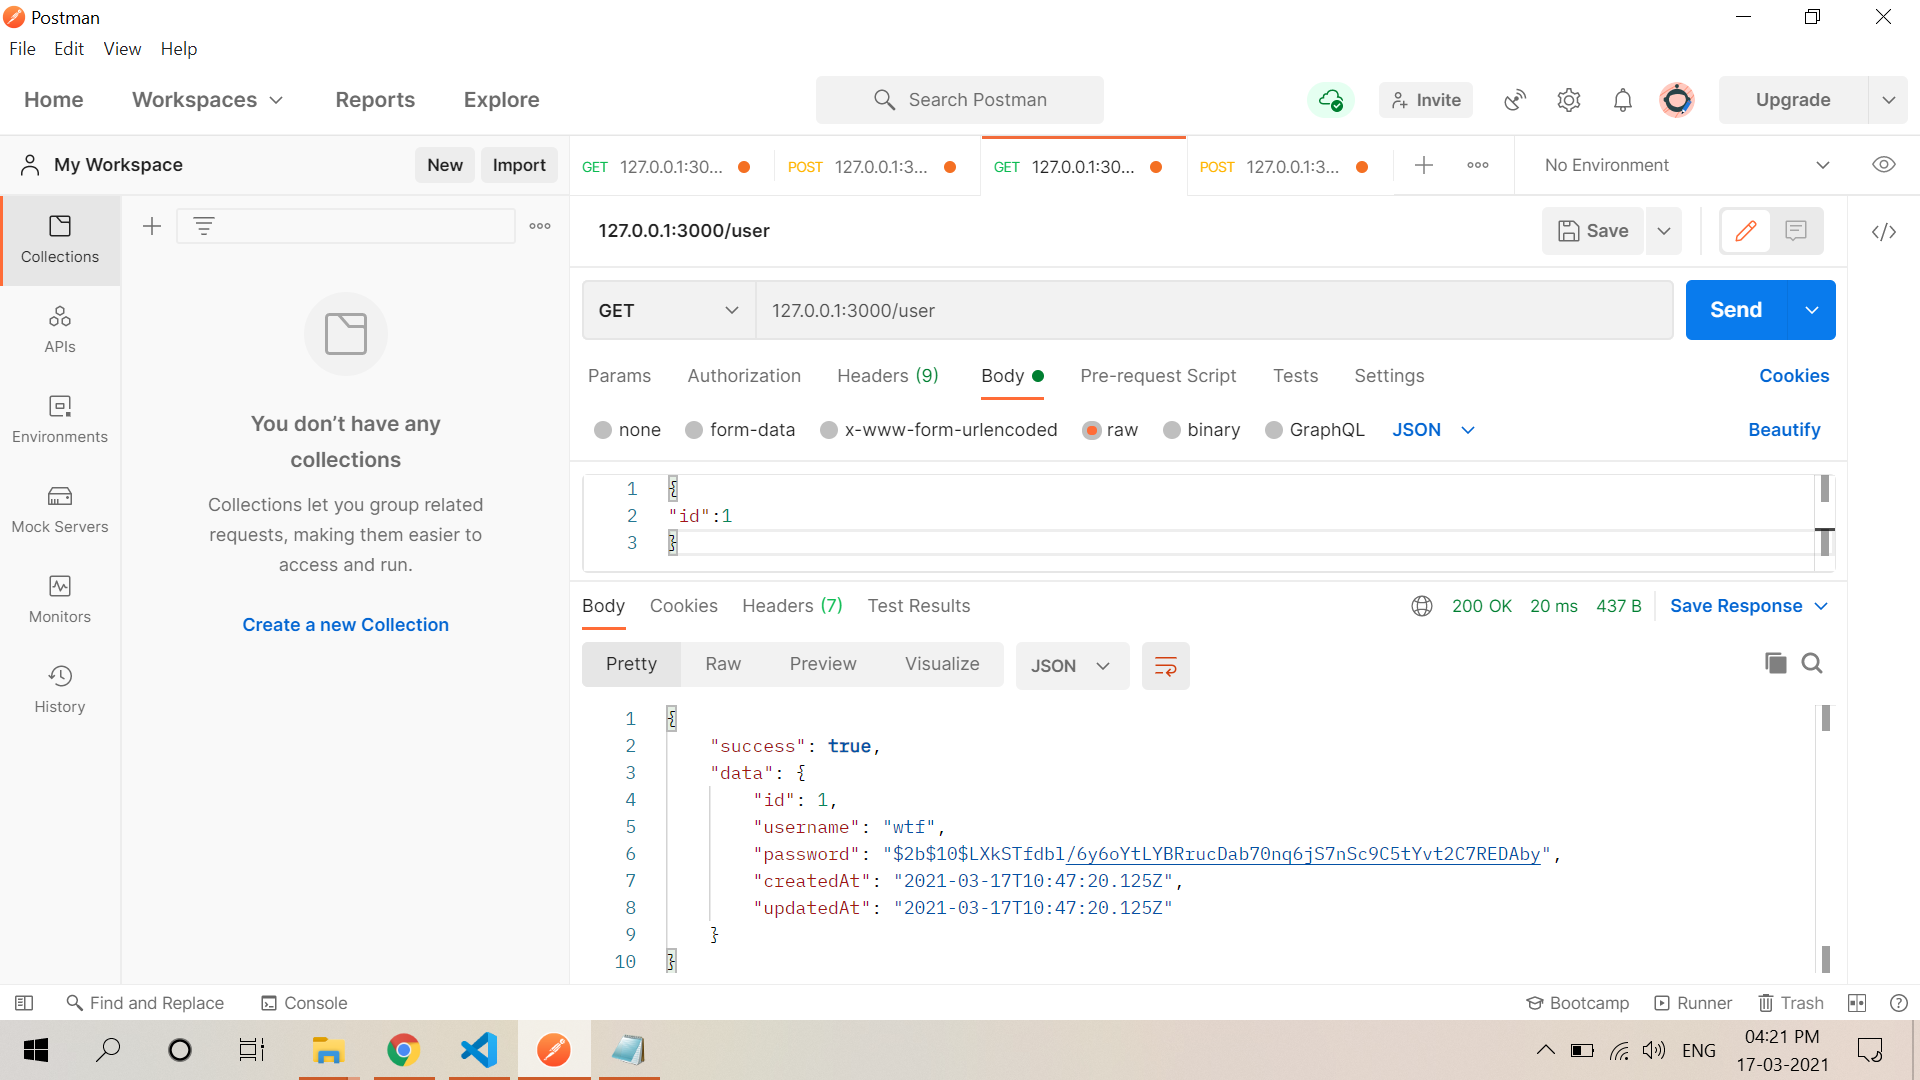 Postman
File Edit View Help
Home Workspaces Reports Explore
Search Postman
Invite
Upgrade
My Workspace
New
Import
GET 127.0.0.1:30...
POST 127.0.0.1:3...
GET 127.0.0.1:30...
POST 127.0.0.1:3...
No Environment
Collections
APIs
Environments
Mock Servers
Monitors
History
You don’t have any
collections
Collections let you group related
requests, making them easier to
access and run.
Create a new Collection
127.0.0.1:3000/user
Save
GET
127.0.0.1:3000/user
Send
Params Authorization Headers (9) Body Pre-request Script Tests Settings
Cookies
none form-data x-www-form-urlencoded raw binary GraphQL JSON
Beautify
1 {
2 "id":1
3 }
Body Cookies Headers (7) Test Results
200 OK 20 ms 437 B
Save Response
Pretty Raw Preview Visualize
JSON
1 {
2 "success": true,
3 "data": {
4 "id": 1,
5 "username": "wtf",
6 "password": "$2b$10$LXkSTfdbl/6y6oYtLYBRrucDab70nq6jS7nSc9C5tYvt2C7REDAby",
7 "createdAt": "2021-03-17T10:47:20.125Z",
8 "updatedAt": "2021-03-17T10:47:20.125Z"
9 }
10 }
Find and Replace
Console
Bootcamp
Runner
Trash
ENG
04:21 PM
17-03-2021